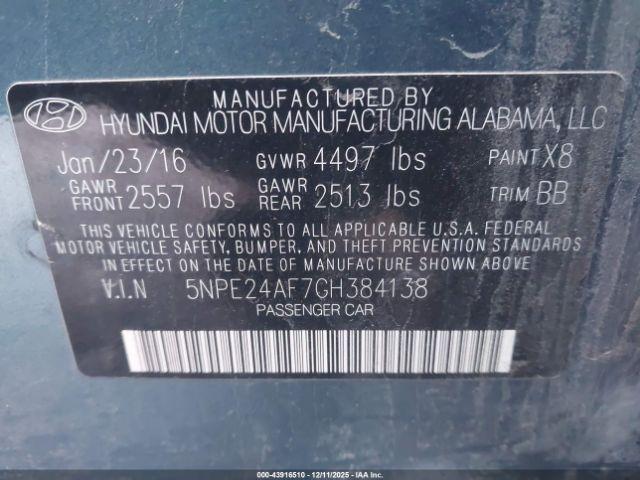 MANUFACTURED BY
HYUNDAI MOTOR MANUFACTURING ALABAMA, LLC
Jan/23/16 GVWR 4497 lbs PAINT X8
GAWR FRONT 2557 lbs GAWR REAR 2513 lbs TRIM BB
THIS VEHICLE CONFORMS TO ALL APPLICABLE U.S.A. FEDERAL
MOTOR VEHICLE SAFETY, BUMPER, AND THEFT PREVENTION STANDARDS
IN EFFECT ON THE DATE OF MANUFACTURE SHOWN ABOVE.
V.I.N 5NPE24AF7GH384138
PASSENGER CAR
000-43916510 - 12/11/2025 - IAA Inc.